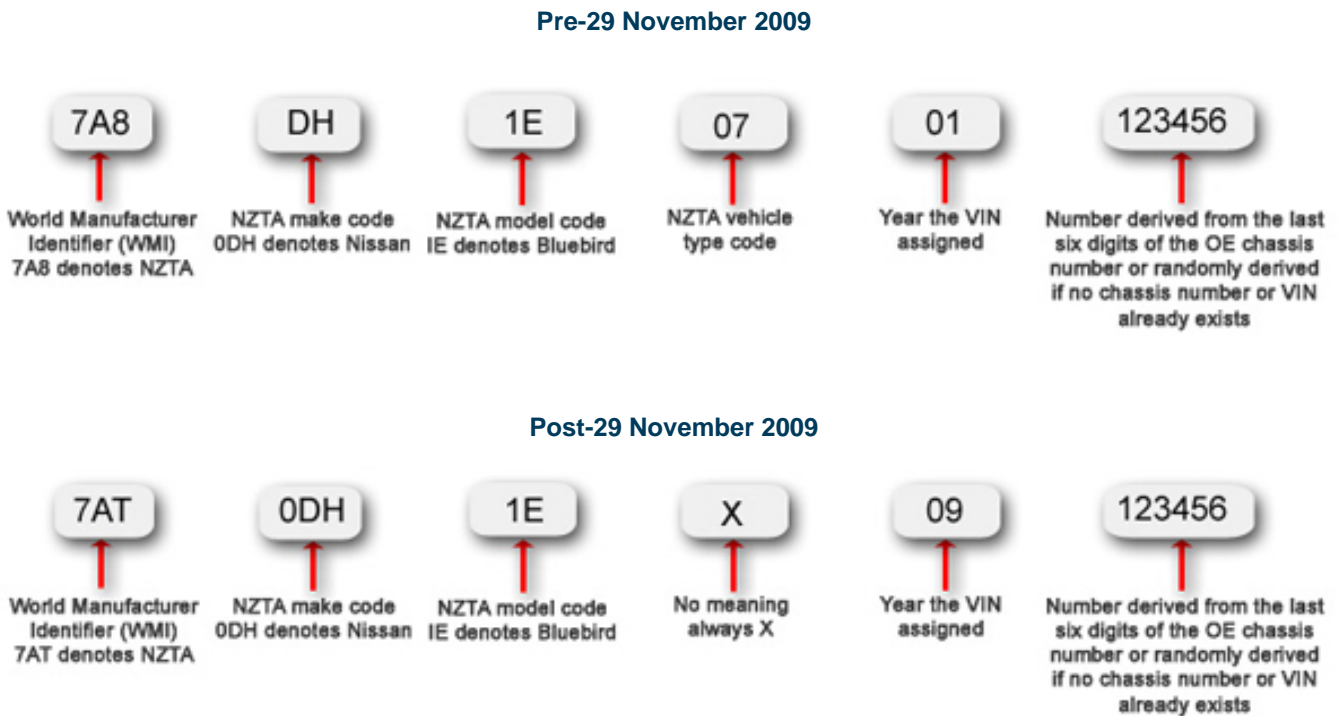 Pre-29 November 2009
7A8 DH 1E 07 01 123456
World Manufacturer
Identifier (WMI)
7A8 denotes NZTA
NZTA make code
0DH denotes Nissan
NZTA model code
IE denotes Bluebird
NZTA vehicle
type code
Year the VIN
assigned
Number derived from the last
six digits of the OE chassis
number or randomly derived
if no chassis number or VIN
already exists
Post-29 November 2009
7AT 0DH 1E X 09 123456
World Manufacturer
Identifier (WMI)
7AT denotes NZTA
NZTA make code
0DH denotes Nissan
NZTA model code
IE denotes Bluebird
No meaning
always X
Year the VIN
assigned
Number derived from the last
six digits of the OE chassis
number or randomly derived
if no chassis number or VIN
already exists